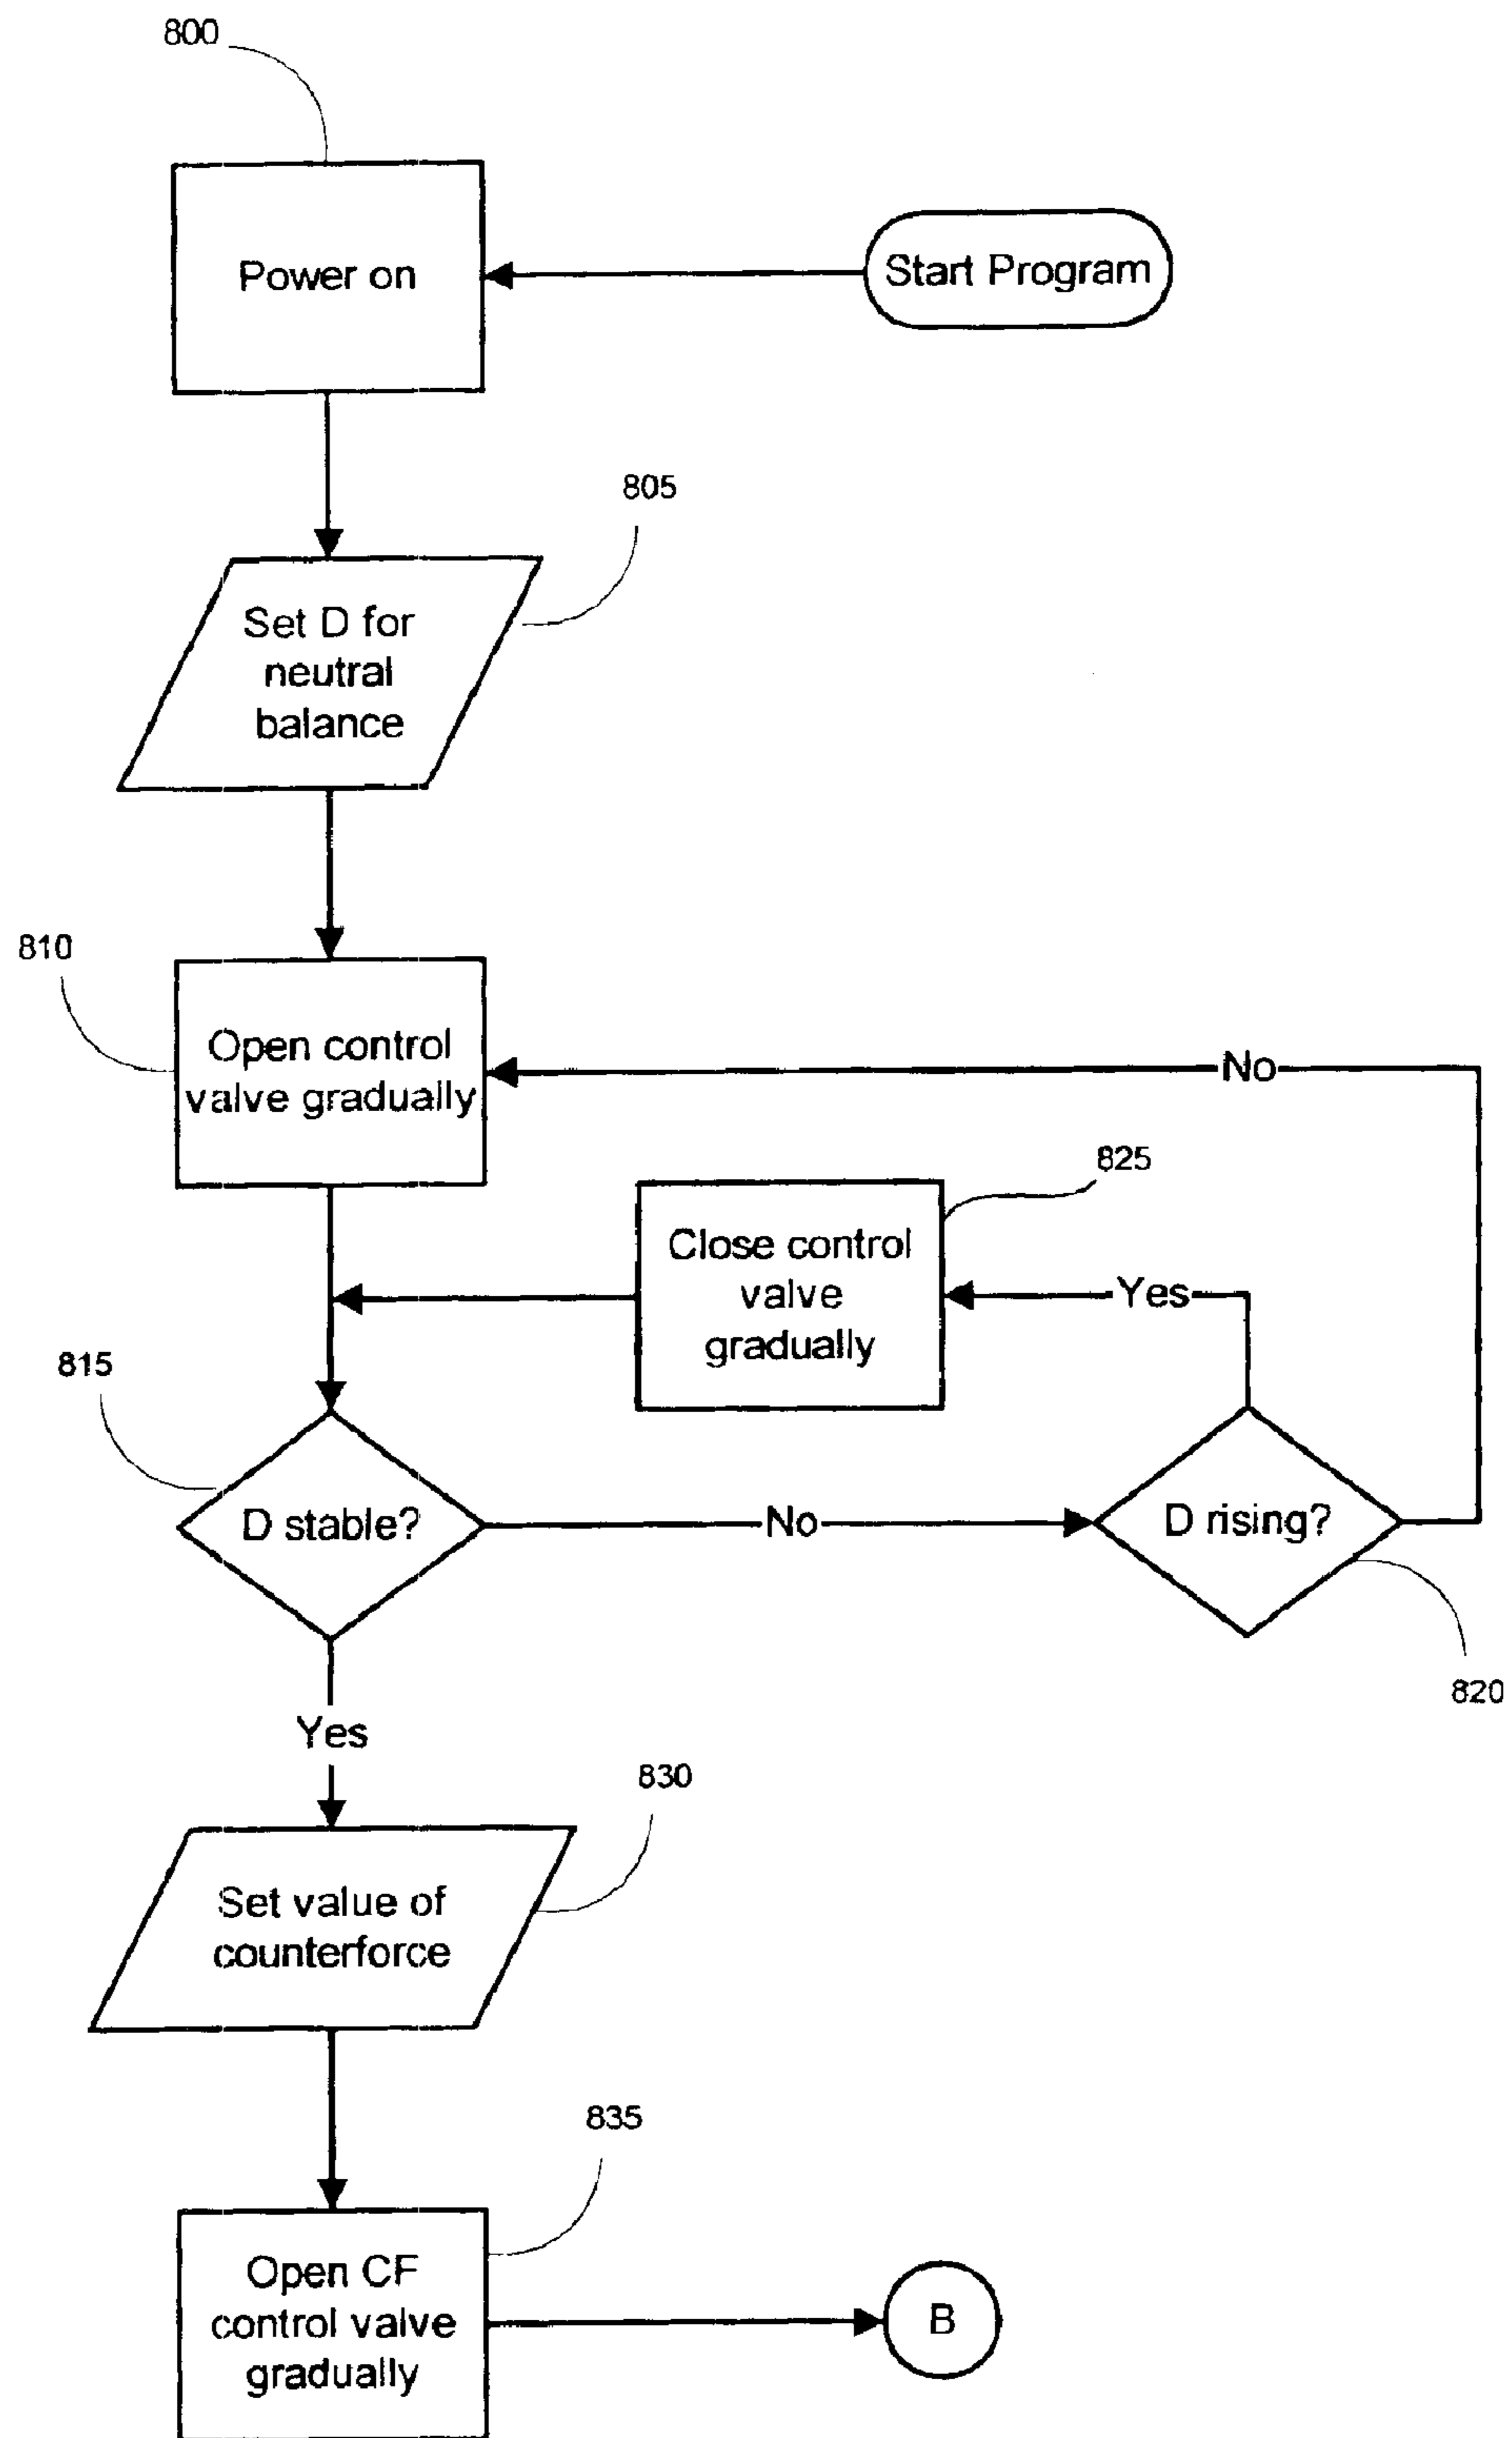 800
Power on
Start Program
805
Set D for
neutral
balance
810
Open control
valve gradually
No
825
Close control
valve
gradually
Yes
815
D stable?
No
D rising?
820
Yes
830
Set value of
counterforce
835
Open CF
control valve
gradually
B